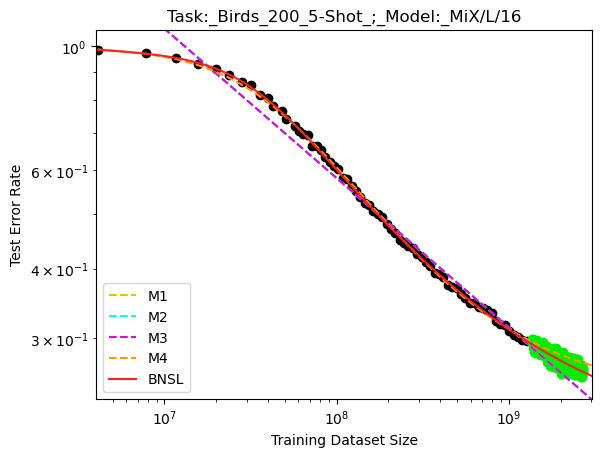 Task:_Birds_200_5-Shot_;_Model:_MiX/L/16
Test Error Rate
10⁰
6 × 10⁻¹
4 × 10⁻¹
3 × 10⁻¹
M1
M2
M3
M4
BNSL
10⁷
10⁸
10⁹
Training Dataset Size